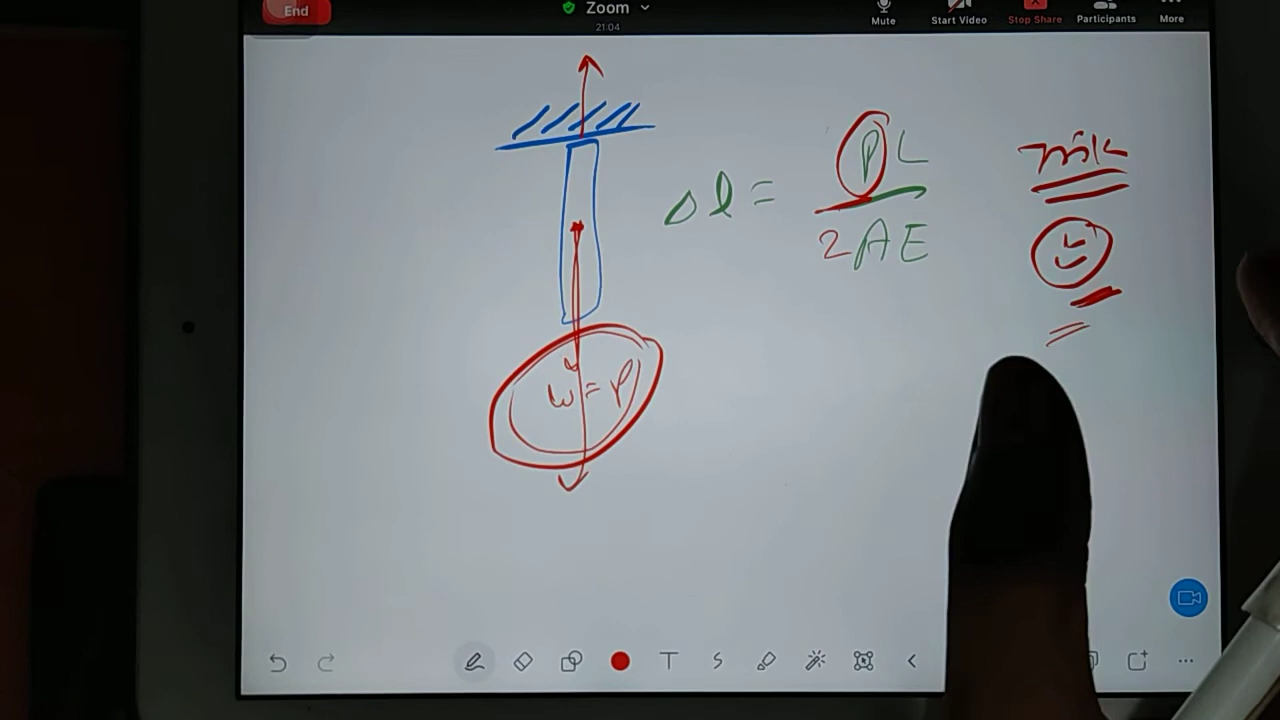 End
Zoom
21:04
Mute
Start Video
Stop Share
Participants
More
Δl = PL
2AE
w = P
T